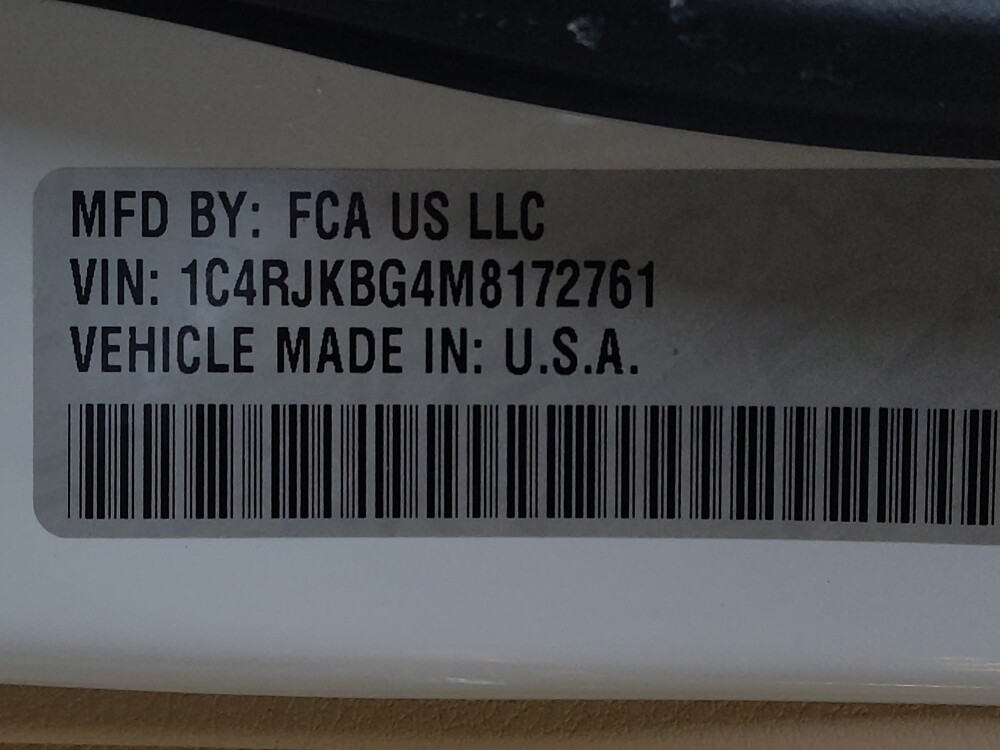 MFD BY: FCA US LLC
VIN: 1C4RJKBG4M8172761
VEHICLE MADE IN: U.S.A.